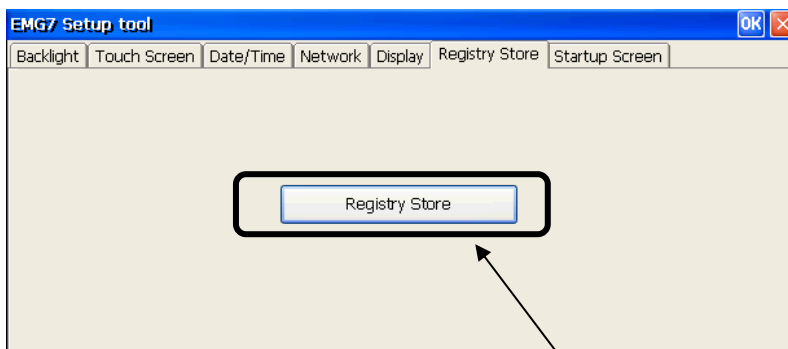 EMG7 Setup tool OK
Backlight Touch Screen Date/Time Network Display Registry Store Startup Screen
Registry Store